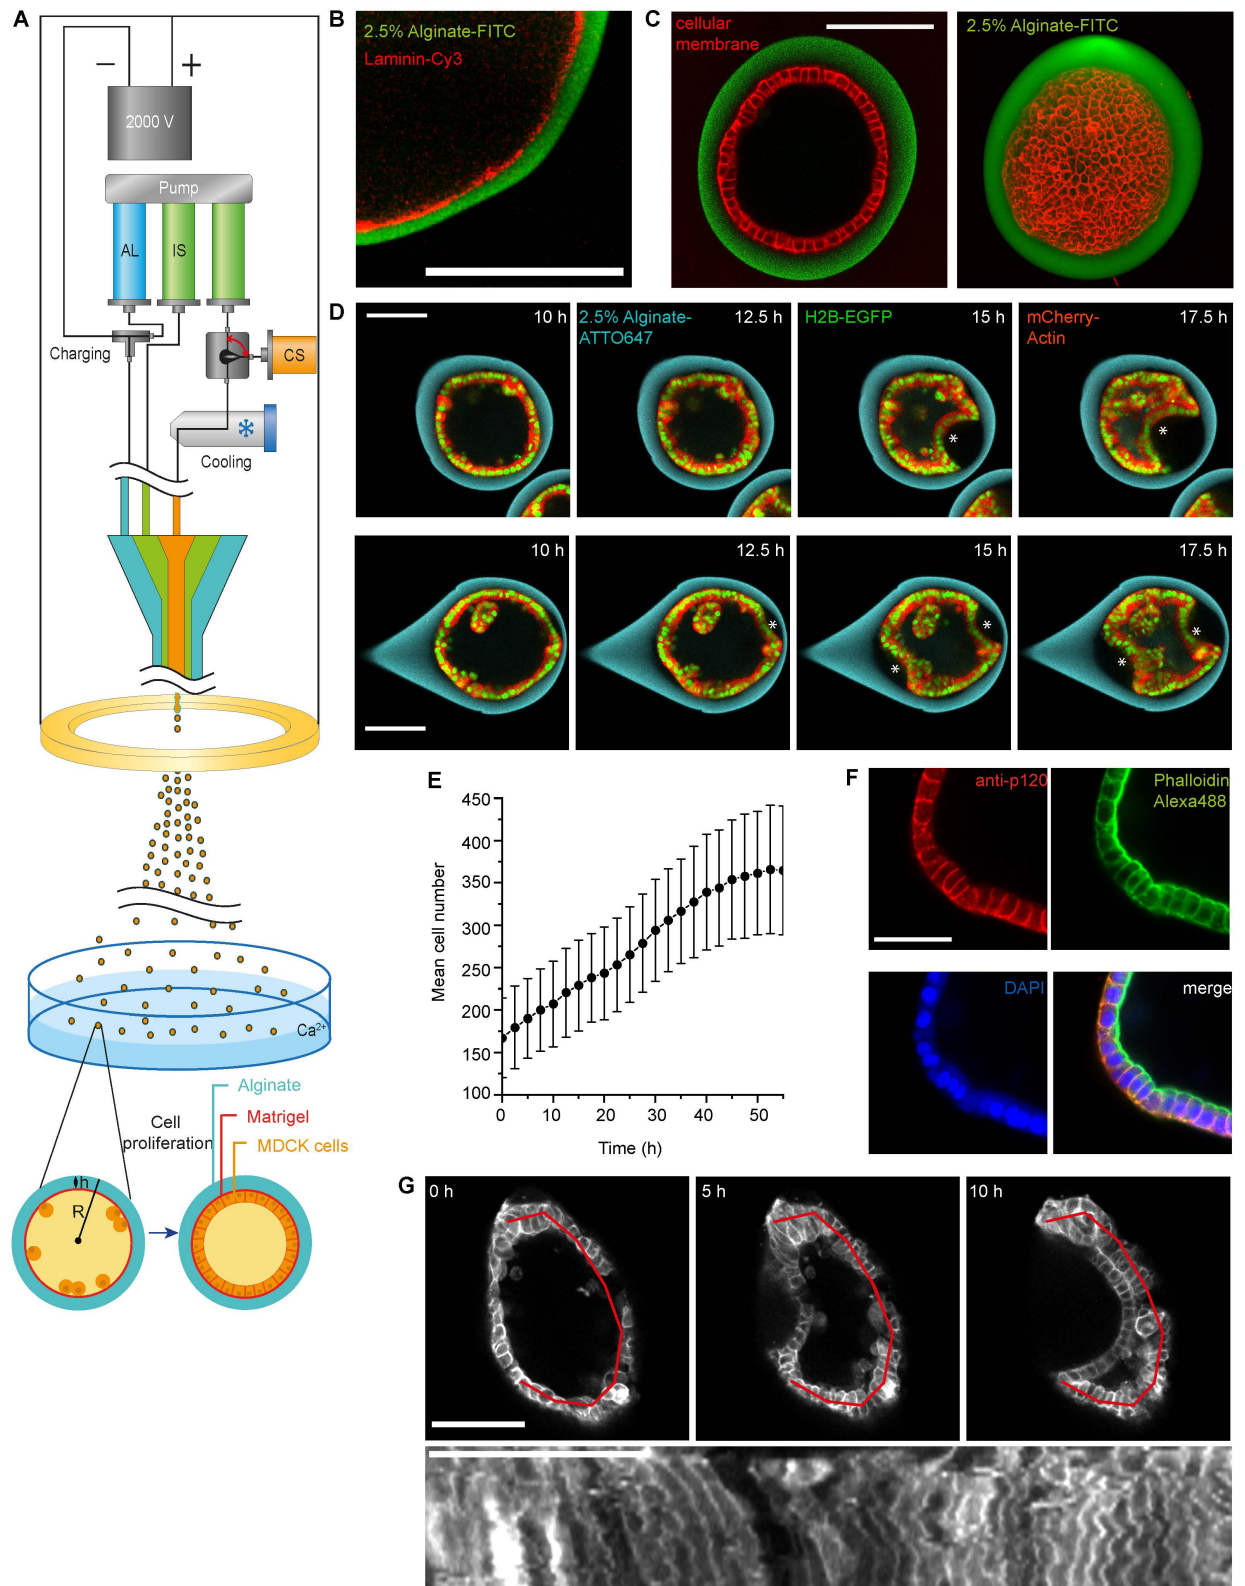 A
−
+
2000 V
Pump
AL
IS
Charging
CS
Cooling
Ca2+
Alginate
Cell
proliferation
Matrigel
MDCK cells
h
R
B
2.5% Alginate-FITC
Laminin-Cy3
C
cellular
membrane
2.5% Alginate-FITC
D
10 h
2.5% Alginate-
ATTO647
12.5 h
H2B-EGFP
15 h
*
mCherry-
Actin
17.5 h
*
10 h
12.5 h
*
15 h
*
*
17.5 h
*
*
E
Mean cell number
450
400
350
300
250
200
150
100
0
10
20
30
40
50
Time (h)
F
anti-p120
Phalloidin
Alexa488
DAPI
merge
G
0 h
5 h
10 h